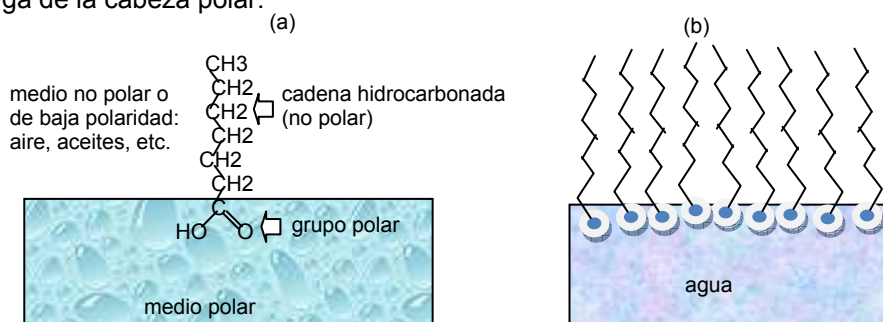 ga de la cabeza polar.
(a)
(b)
CH3
CH2
CH2
CH2
CH2
CH2
C
HO
O
medio no polar o
de baja polaridad:
aire, aceites, etc.
cadena hidrocarbonada
(no polar)
grupo polar
medio polar
agua